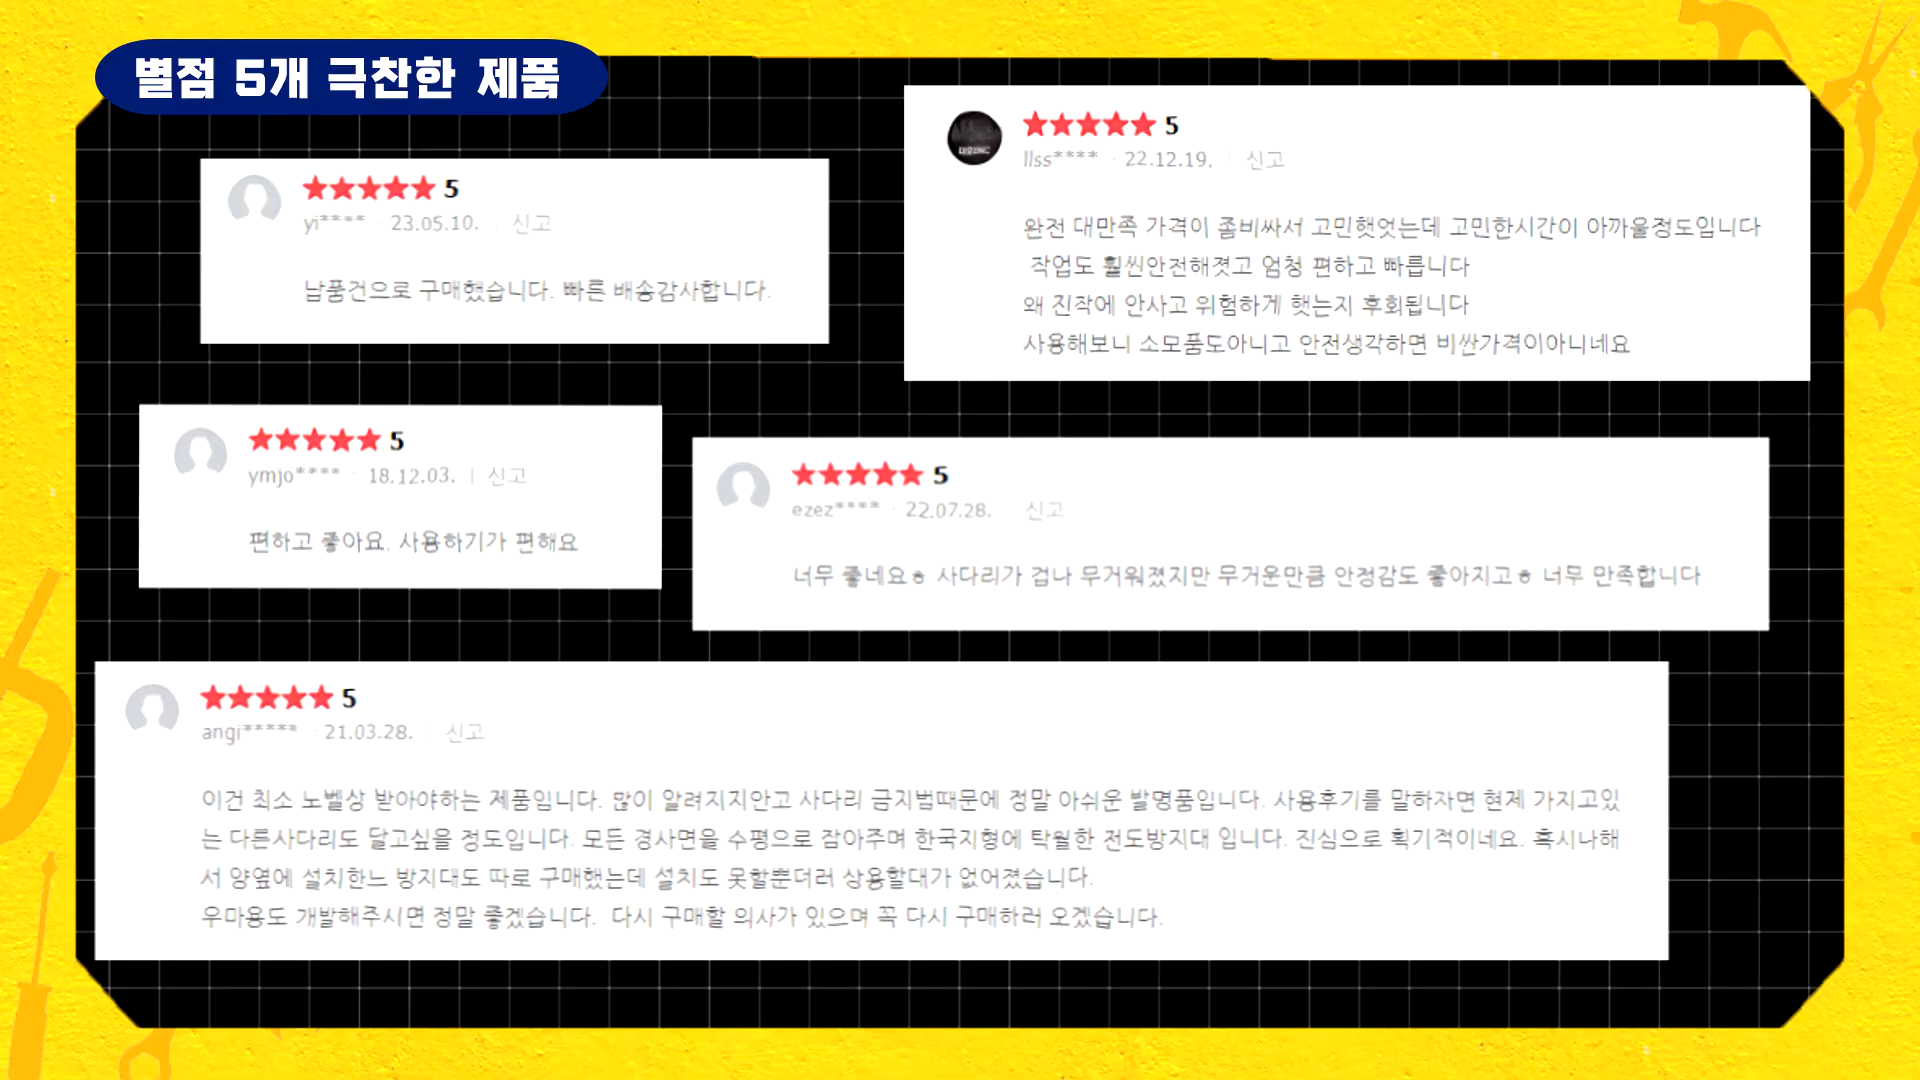 별점 5개 극찬한 제품
5
yi**** · 23.05.10. | 신고
납품건으로 구매했습니다. 빠른 배송감사합니다.
5
llss**** · 22.12.19. | 신고
완전 대만족 가격이 좀비싸서 고민햇엇는데 고민한시간이 아까울정도입니다
작업도 훨씬안전해졋고 엄청 편하고 빠릅니다
왜 진작에 안사고 위험하게 햇는지 후회됩니다
사용해보니 소모품도아니고 안전생각하면 비싼가격이아니네요
5
ymjo**** · 18.12.03. | 신고
편하고 좋아요. 사용하기가 편해요
5
ezez**** · 22.07.28. 신고
너무 좋네요ㅎ 사다리가 겁나 무거워졌지만 무거운만큼 안정감도 좋아지고ㅎ 너무 만족합니다
5
angi***** · 21.03.28. 신고
이건 최소 노벨상 받아야하는 제품입니다. 많이 알려지지안고 사다리 금지법때문에 정말 아쉬운 발명품입니다. 사용후기를 말하자면 현제 가지고있
는 다른사다리도 달고싶을 정도입니다. 모든 경사면을 수평으로 잡아주며 한국지형에 탁월한 전도방지대 입니다. 진심으로 획기적이네요. 혹시나해
서 양옆에 설치한느 방지대도 따로 구매했는데 설치도 못할뿐더러 상용할대가 없어졌습니다.
우마용도 개발해주시면 정말 좋겠습니다. 다시 구매할 의사가 있으며 꼭 다시 구매하러 오겠습니다.